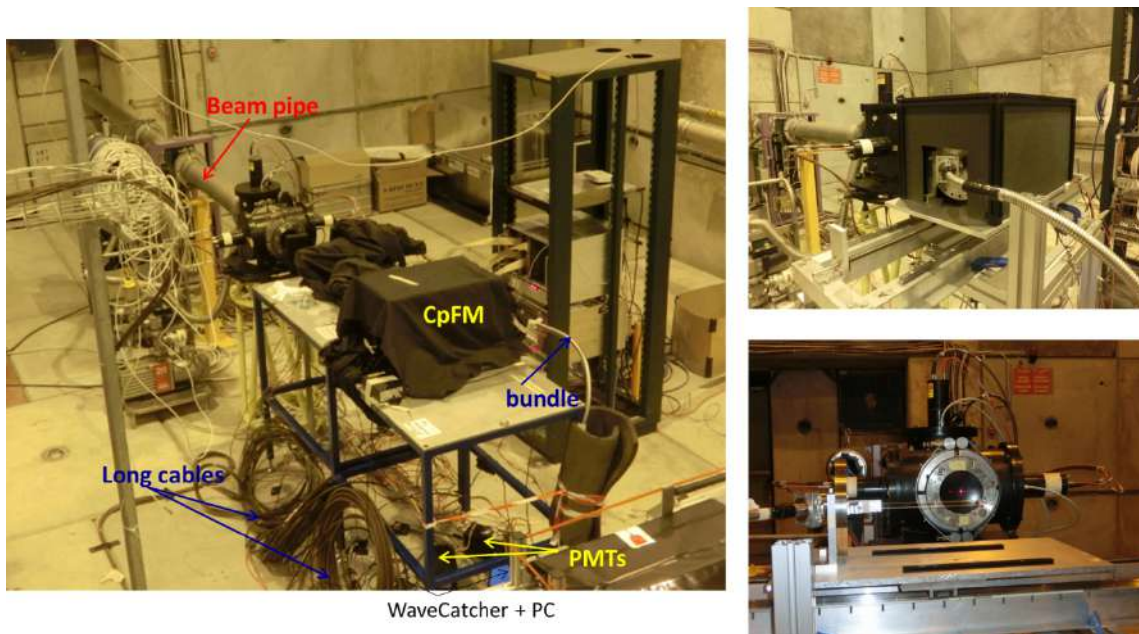 Beam pipe
CpFM
bundle
Long cables
PMTs
WaveCatcher + PC